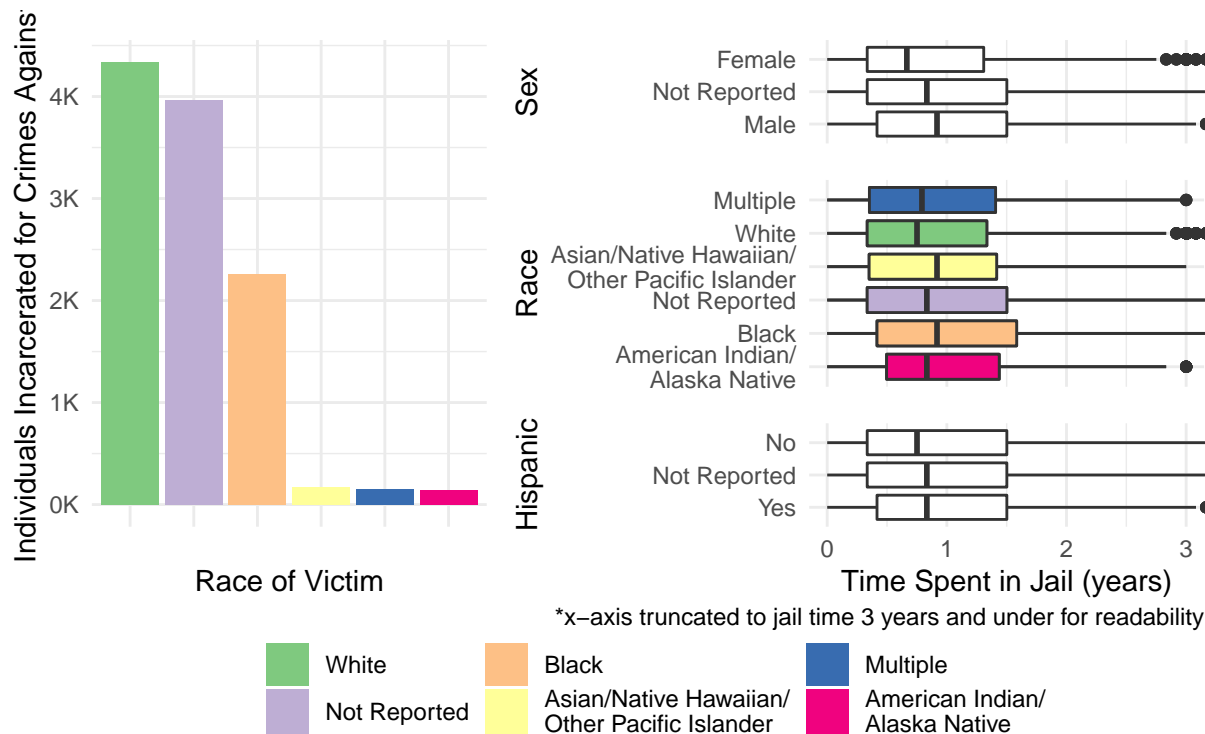 Individuals Incarcerated for Crimes Agains
4K
3K
2K
1K
0K
Race of Victim
Sex
Female
Not Reported
Male
Race
Multiple
White
Asian/Native Hawaiian/
Other Pacific Islander
Not Reported
Black
American Indian/
Alaska Native
Hispanic
No
Not Reported
Yes
0 1 2 3
Time Spent in Jail (years)
*x−axis truncated to jail time 3 years and under for readability
White
Black
Multiple
Not Reported
Asian/Native Hawaiian/
Other Pacific Islander
American Indian/
Alaska Native